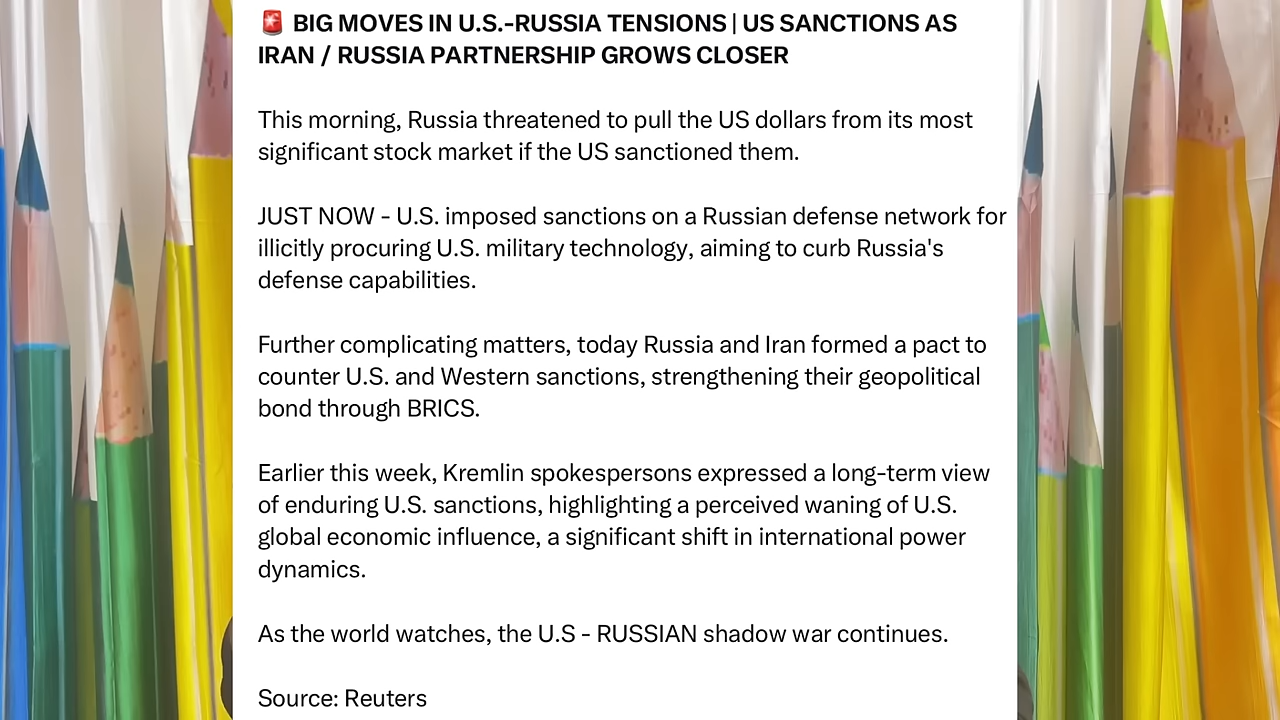 🚨 BIG MOVES IN U.S.-RUSSIA TENSIONS | US SANCTIONS AS
IRAN / RUSSIA PARTNERSHIP GROWS CLOSER
This morning, Russia threatened to pull the US dollars from its most
significant stock market if the US sanctioned them.
JUST NOW - U.S. imposed sanctions on a Russian defense network for
illicitly procuring U.S. military technology, aiming to curb Russia's
defense capabilities.
Further complicating matters, today Russia and Iran formed a pact to
counter U.S. and Western sanctions, strengthening their geopolitical
bond through BRICS.
Earlier this week, Kremlin spokespersons expressed a long-term view
of enduring U.S. sanctions, highlighting a perceived waning of U.S.
global economic influence, a significant shift in international power
dynamics.
As the world watches, the U.S - RUSSIAN shadow war continues.
Source: Reuters